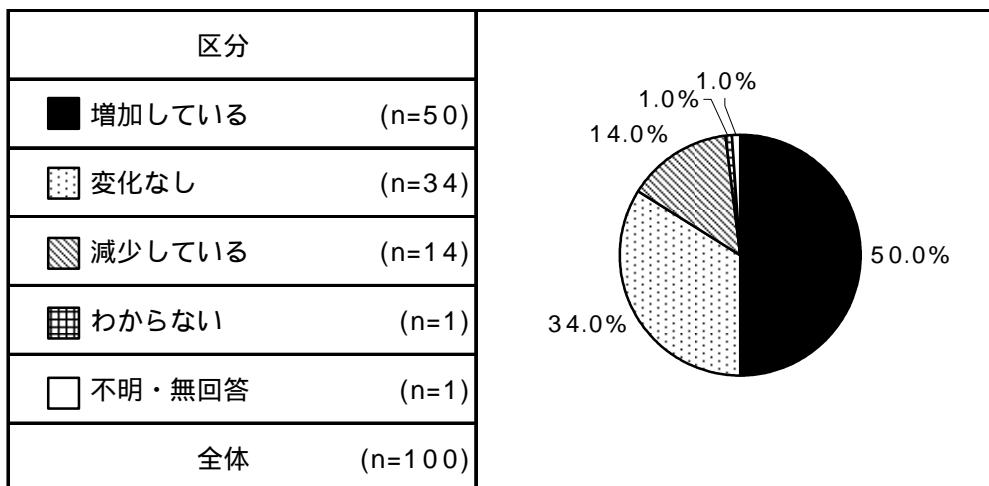 区分
増加している (n=50)
変化なし (n=34)
減少している (n=14)
わからない (n=1)
不明・無回答 (n=1)
全体 (n=100)
1.0%
1.0%
14.0%
50.0%
34.0%